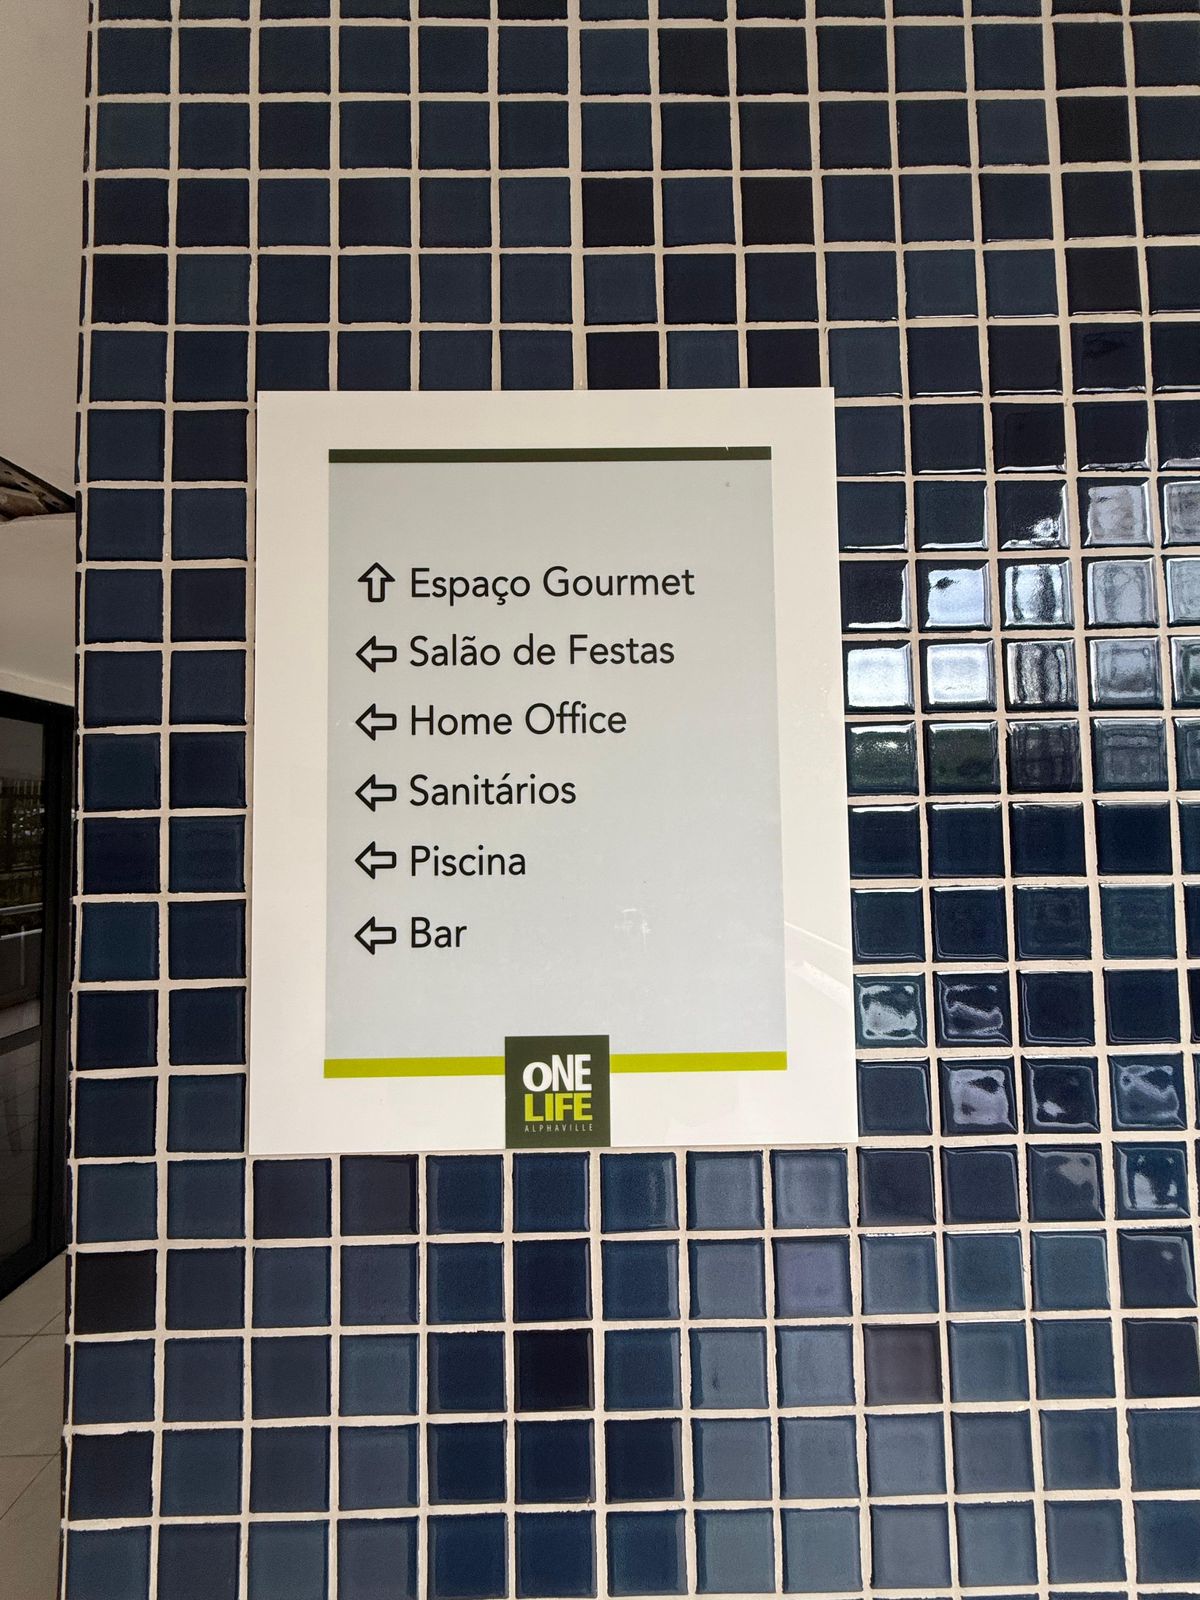 Espaço Gourmet
Salão de Festas
Home Office
Sanitários
Piscina
Bar
ONE
LIFE
ALPHAVILLE